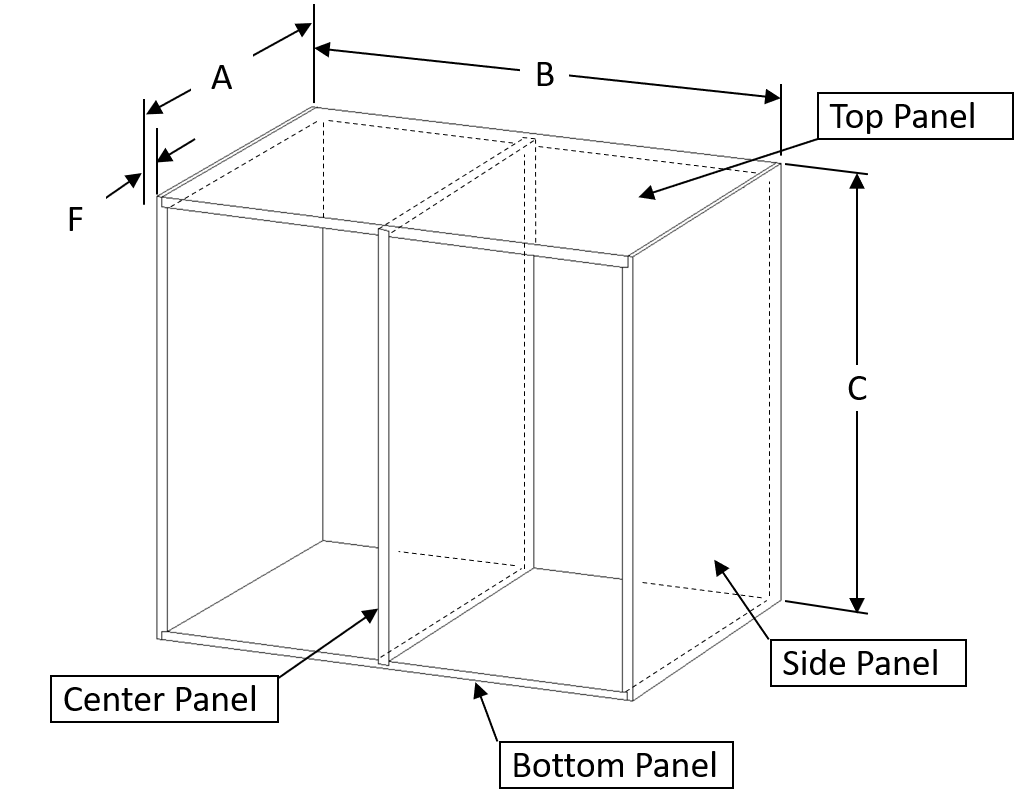 A
B
Top Panel
F
C
Side Panel
Center Panel
Bottom Panel